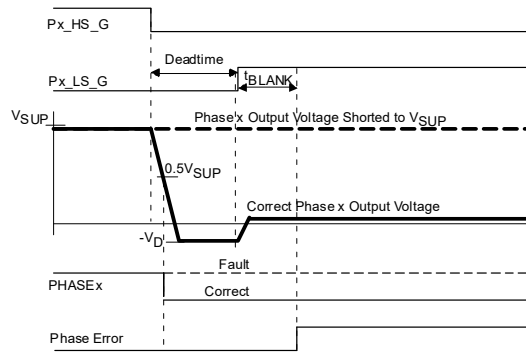 Px_HS_G
Deadtime
Px_LS_G
tBLANK
VSUP
Phase x Output Voltage Shorted to VSUP
0.5VSUP
Correct Phase x Output Voltage
-VD
Fault
PHASEx
Correct
Phase Error